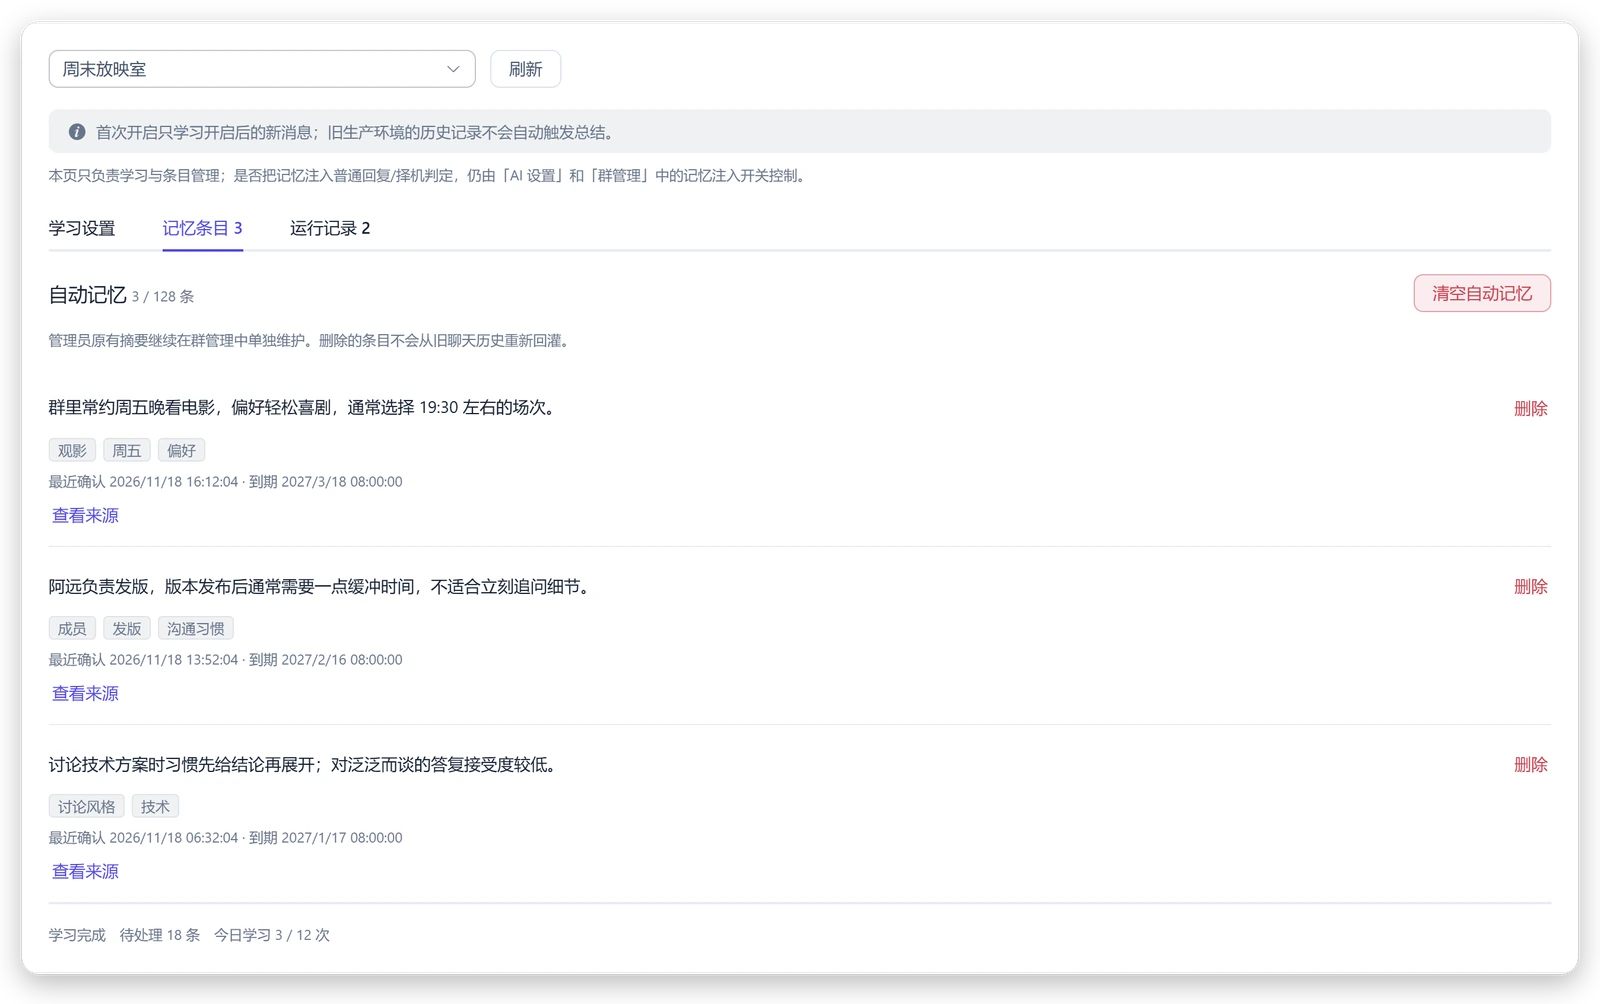 周末放映室
刷新
首次开启只学习开启后的新消息；旧生产环境的历史记录不会自动触发总结。
本页只负责学习与条目管理；是否把记忆注入普通回复/择机判定，仍由「AI 设置」和「群管理」中的记忆注入开关控制。
学习设置 记忆条目 3 运行记录 2
自动记忆 3 / 128 条
清空自动记忆
管理员原有摘要继续在群管理中单独维护。删除的条目不会从旧聊天历史重新回灌。
群里常约周五晚看电影，偏好轻松喜剧，通常选择 19:30 左右的场次。
删除
观影 周五 偏好
最近确认 2026/11/18 16:12:04 · 到期 2027/3/18 08:00:00
查看来源
阿远负责发版，版本发布后通常需要一点缓冲时间，不适合立刻追问细节。
删除
成员 发版 沟通习惯
最近确认 2026/11/18 13:52:04 · 到期 2027/2/16 08:00:00
查看来源
讨论技术方案时习惯先给结论再展开；对泛泛而谈的答复接受度较低。
删除
讨论风格 技术
最近确认 2026/11/18 06:32:04 · 到期 2027/1/17 08:00:00
查看来源
学习完成 待处理 18 条 今日学习 3 / 12 次